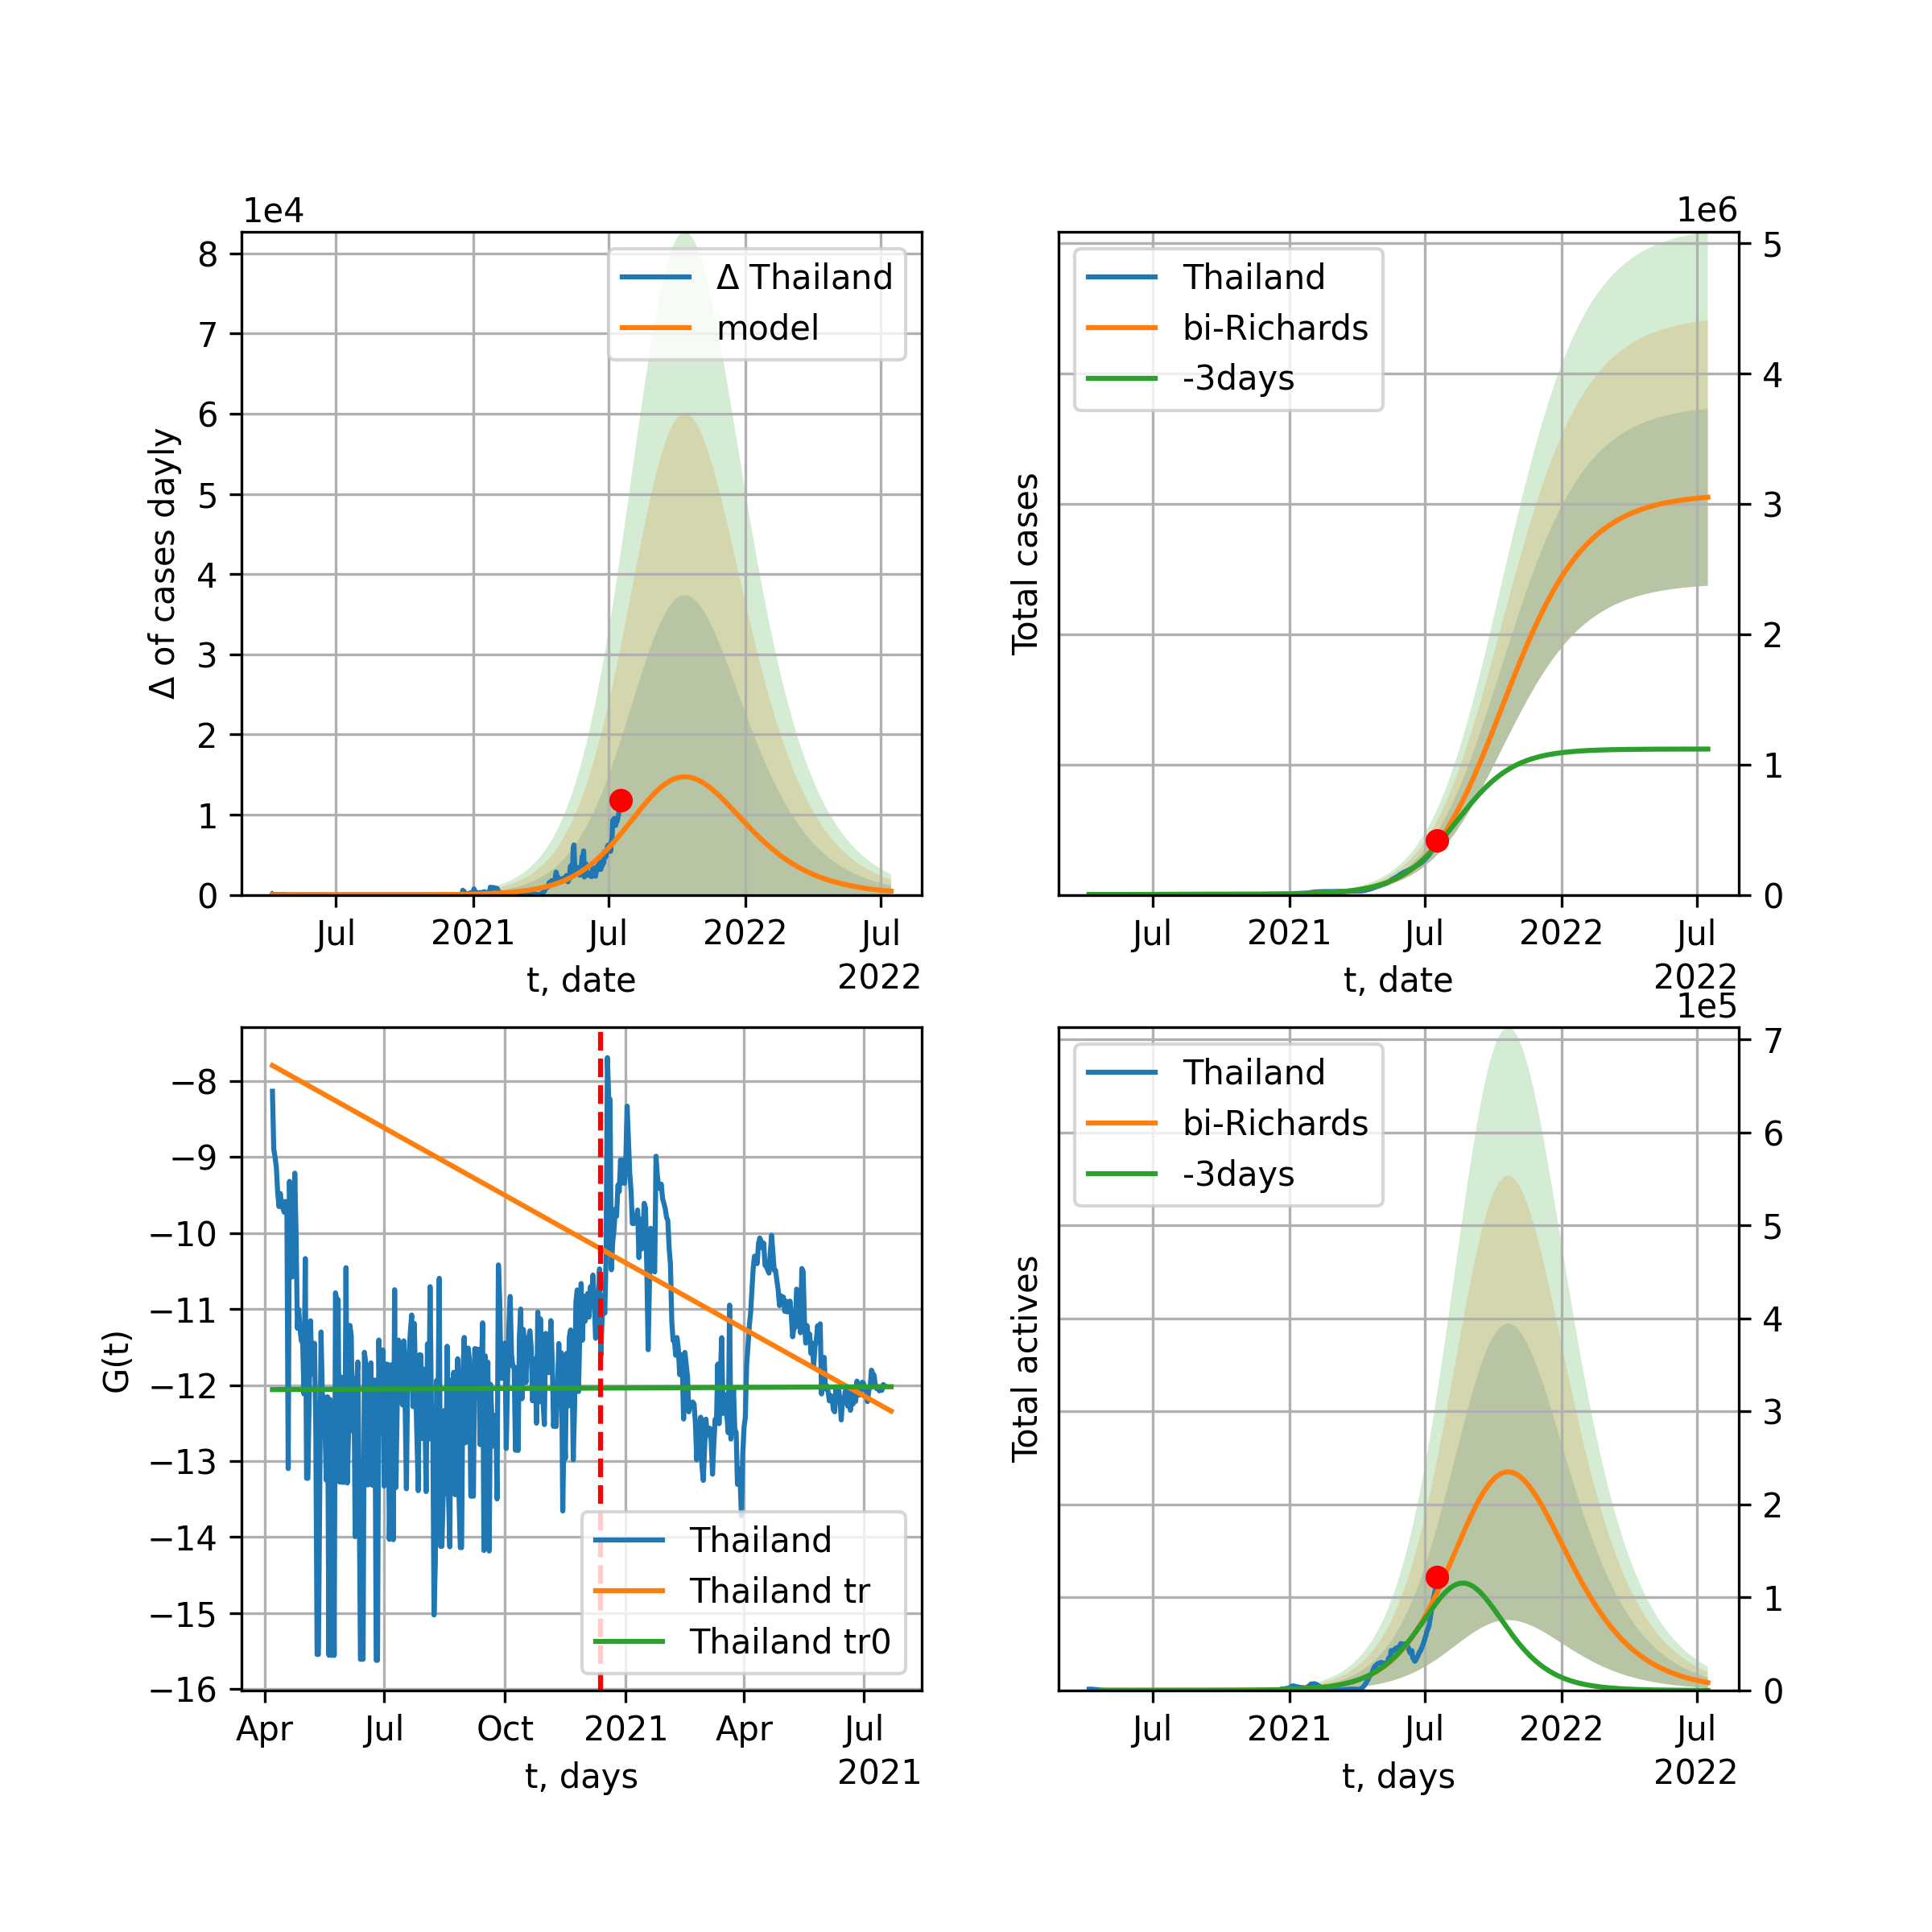 1e4
8
7
6
5
4
3
2
1
0
Δ of cases dayly
Δ Thailand
model
Jul
2021
Jul
2022
Jul
2022
t, date
1e6
5
4
3
2
1
0
Total cases
Thailand
bi-Richards
-3days
Jul
2021
Jul
2022
Jul
2022
t, date
−8
−9
−10
−11
−12
−13
−14
−15
−16
G(t)
Thailand
Thailand tr
Thailand tr0
Apr
Jul
Oct
2021
Apr
Jul
2021
t, days
1e5
7
6
5
4
3
2
1
0
Total actives
Thailand
bi-Richards
-3days
Jul
2021
Jul
2022
Jul
2022
t, days